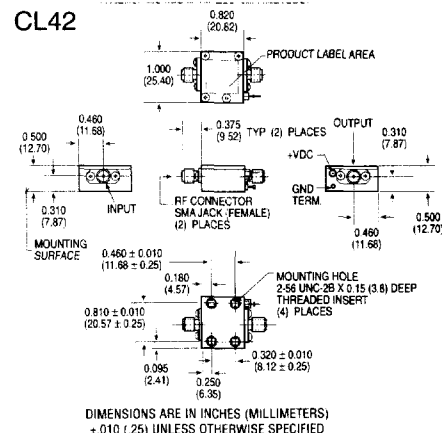 CL42
0.820
(20.82)
PRODUCT LABEL AREA
1.000
(25.40)
0.375
(9.52)
TYP (2) PLACES
0.460
(11.68)
0.500
(12.70)
0.310
(7.87)
INPUT
MOUNTING
SURFACE
RF CONNECTOR
SMA JACK (FEMALE)
(2) PLACES
OUTPUT
+VDC
GND
TERM.
0.310
(7.87)
0.500
(12.70)
0.460
(11.68)
0.460 ± 0.010
(11.68 ± 0.25)
0.180
(4.57)
MOUNTING HOLE
2-56 UNC-2B X 0.15 (3.8) DEEP
THREADED INSERT
(4) PLACES
0.810 ± 0.010
(20.57 ± 0.25)
0.095
(2.41)
0.250
(6.35)
0.320 ± 0.010
(8.12 ± 0.25)
DIMENSIONS ARE IN INCHES (MILLIMETERS)
±.010 (.25) UNLESS OTHERWISE SPECIFIED